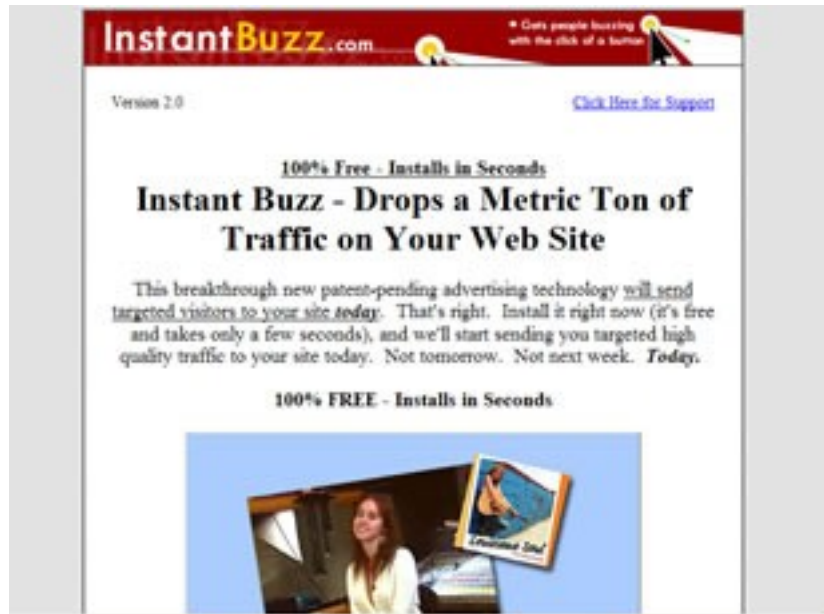 InstantBuzz.com
• Gets people buzzing
with the click of a button
Version 2.0
Click Here for Support
100% Free - Installs in Seconds
Instant Buzz - Drops a Metric Ton of
Traffic on Your Web Site
This breakthrough new patent-pending advertising technology will send
targeted visitors to your site today. That's right. Install it right now (it's free
and takes only a few seconds), and we'll start sending you targeted high
quality traffic to your site today. Not tomorrow. Not next week. Today.
100% FREE - Installs in Seconds
Lonesome Soul